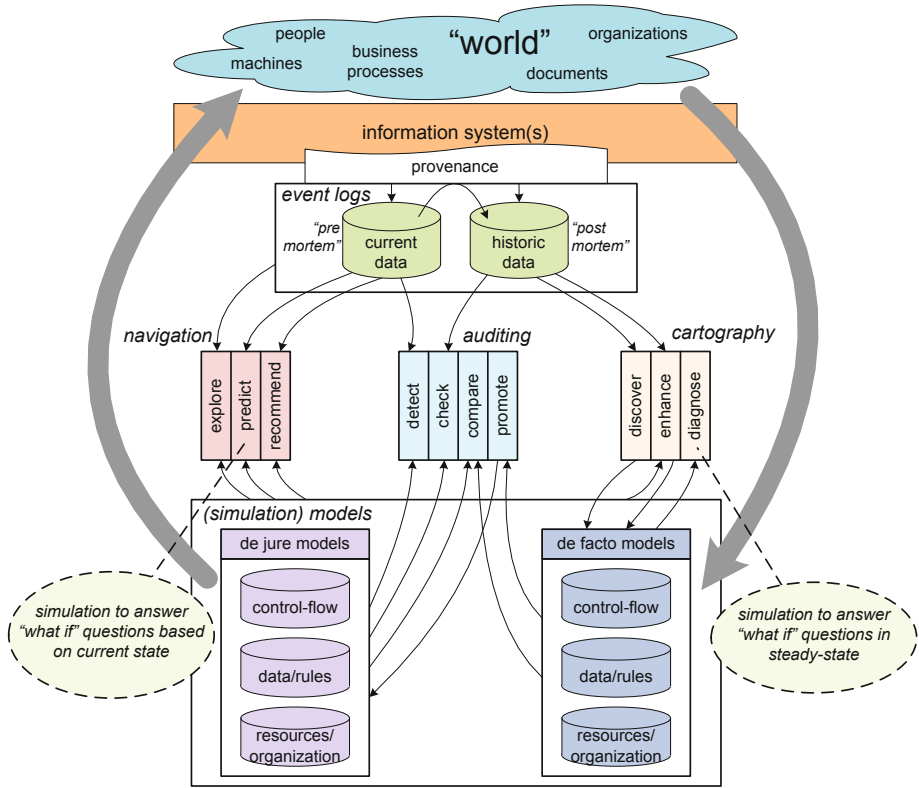 people
“world”
organizations
machines
business
processes
documents
information system(s)
provenance
event logs
“pre
mortem”
current
data
historic
data
“post
mortem”
navigation
auditing
cartography
explore
predict
recommend
detect
check
compare
promote
discover
enhance
diagnose
(simulation) models
de jure models
de facto models
control-flow
control-flow
simulation to answer
“what if” questions based
on current state
simulation to answer
“what if” questions in
steady-state
data/rules
data/rules
resources/
organization
resources/
organization